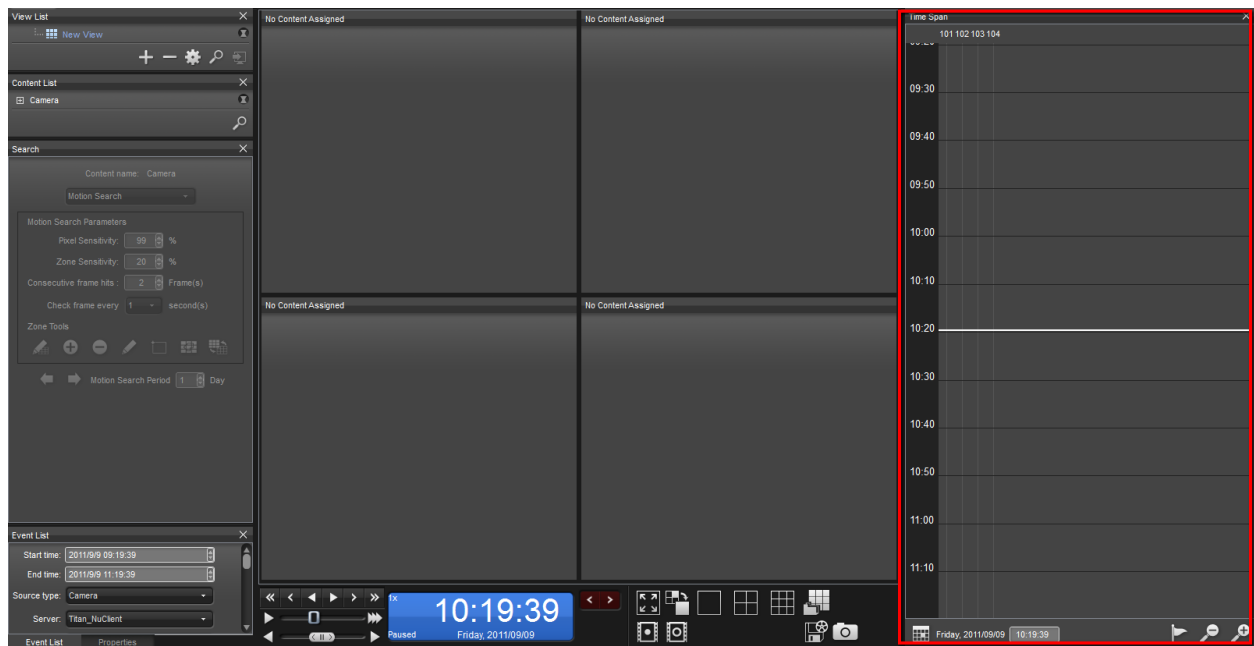 View List
New View
Content List
Camera
Search
Content name: Camera
Motion Search
Motion Search Parameters
Pixel Sensitivity: 99 %
Zone Sensitivity: 20 %
Consecutive frame hits : 2 Frame(s)
Check frame every 1 second(s)
Zone Tools
Motion Search Period 1 Day
Event List
Start time: 2011/9/9 09:19:39
End time: 2011/9/9 11:19:39
Source type: Camera
Server: Titan_NuClient
Event List Properties
No Content Assigned
No Content Assigned
No Content Assigned
No Content Assigned
1x
10:19:39
Paused Friday, 2011/09/09
Time Span
101 102 103 104
09:30
09:40
09:50
10:00
10:10
10:20
10:30
10:40
10:50
11:00
11:10
Friday, 2011/09/09 10:19:39